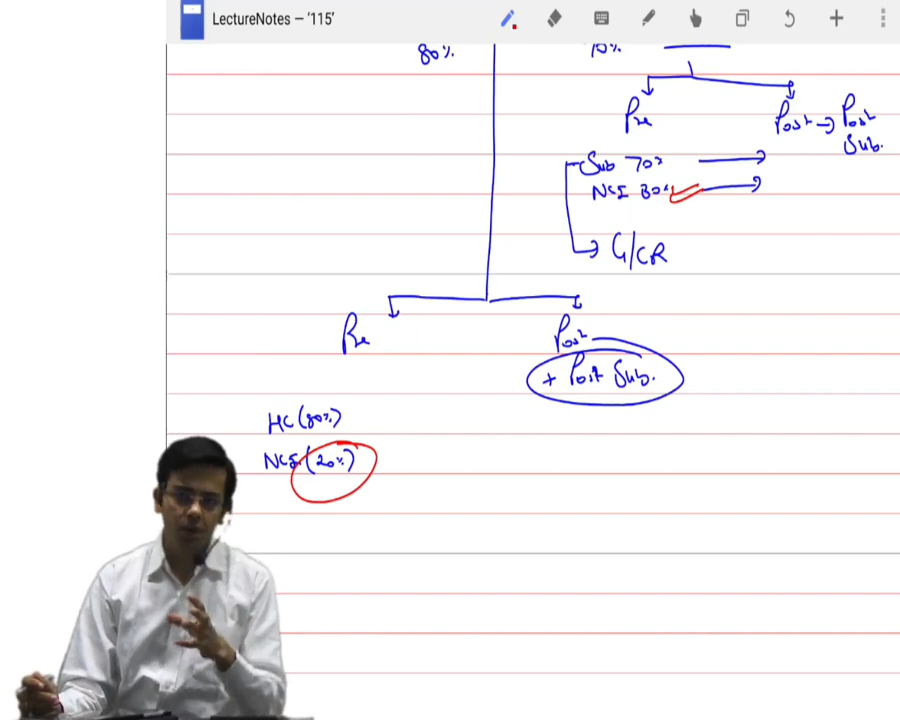 LectureNotes – ‘115’
80%
70%
Pre
Post → Post Sub.
Sub 70%
NCI 30%
G/CR
Pre
Post
+ Post Sub.
HC (80%)
NCI (20%)